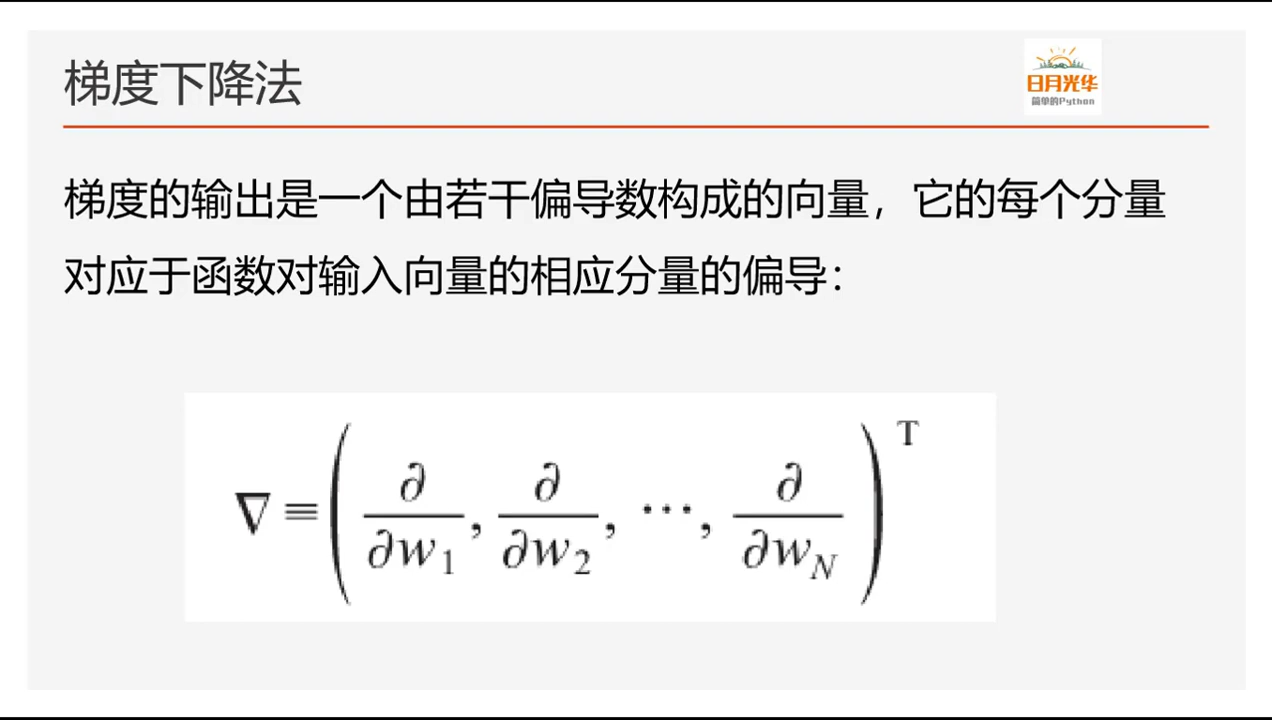 梯度下降法
日月光华
简单的Python
梯度的输出是一个由若干偏导数构成的向量，它的每个分量
对应于函数对输入向量的相应分量的偏导：
∇ ≡ (∂/∂w₁, ∂/∂w₂, ⋯, ∂/∂w_N)ᵀ